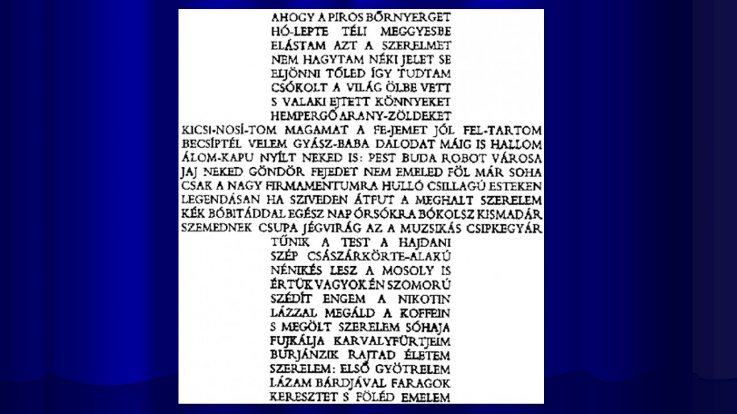 AHOGY A PIROS BŐRNYERGET
HÓ-LEPTE TÉLI MEGGYESBE
ELÁSTAM AZT A SZERELMET
NEM HAGYTAM NÉKI JELET SE
ELJÖNNI TŐLED ÍGY TUDTAM
CSÓKOLT A VILÁG ÖLBE VETT
S VALAKI EJTETT KÖNNYEKET
HEMPERGŐ ARANY-ZÖLDEKET
KICSI-NOSÍ-TOM MAGAMAT A FE-JEMET JÓL FEL-TARTOM
BECSÍPTÉL VELEM GYÁSZ-BABA DALODAT MÁIG IS HALLOM
ÁLOM-KAPU NYÍLT NEKED IS: PEST BUDA ROBOT VÁROSA
JAJ NEKED GÖNDÖR FEJEDET NEM EMELED FÖL MÁR SOHA
CSAK A NAGY FIRMAMENTUMRA HULLÓ CSILLAGÚ ESTEKEN
LEGENDÁSAN HA SZIVEDEN ÁTFUT A MEGHALT SZERELEM
KÉK BÓBITÁDDAL EGÉSZ NAP ÓRSÓKRA BÓKOLSZ KISMADÁR
SZEMEDNEK CSUPA JÉGVIRÁG AZ A MUZSIKÁS CSIPKEGYÁR
TŰNIK A TEST A HAJDANI
SZÉP CSÁSZÁRKÖRTE-ALAKÚ
NÉNIKÉS LESZ A MOSOLY IS
ÉRTÜK VAGYOK ÉN SZOMORÚ
SZÉDÍT ENGEM A NIKOTIN
LÁZZAL MEGÁLD A KOFFEIN
S MEGÖLT SZERELEM SÓHAJA
FUJKÁLJA KARVALYFÜRTJEIM
BURJÁNZIK RAJTAD ÉLETEM
SZERELEM: ELSŐ GYÖTRELEM
LÁZAM BÁRDJÁVAL FARAGOK
KERESZTET S FÖLÉD EMELEM